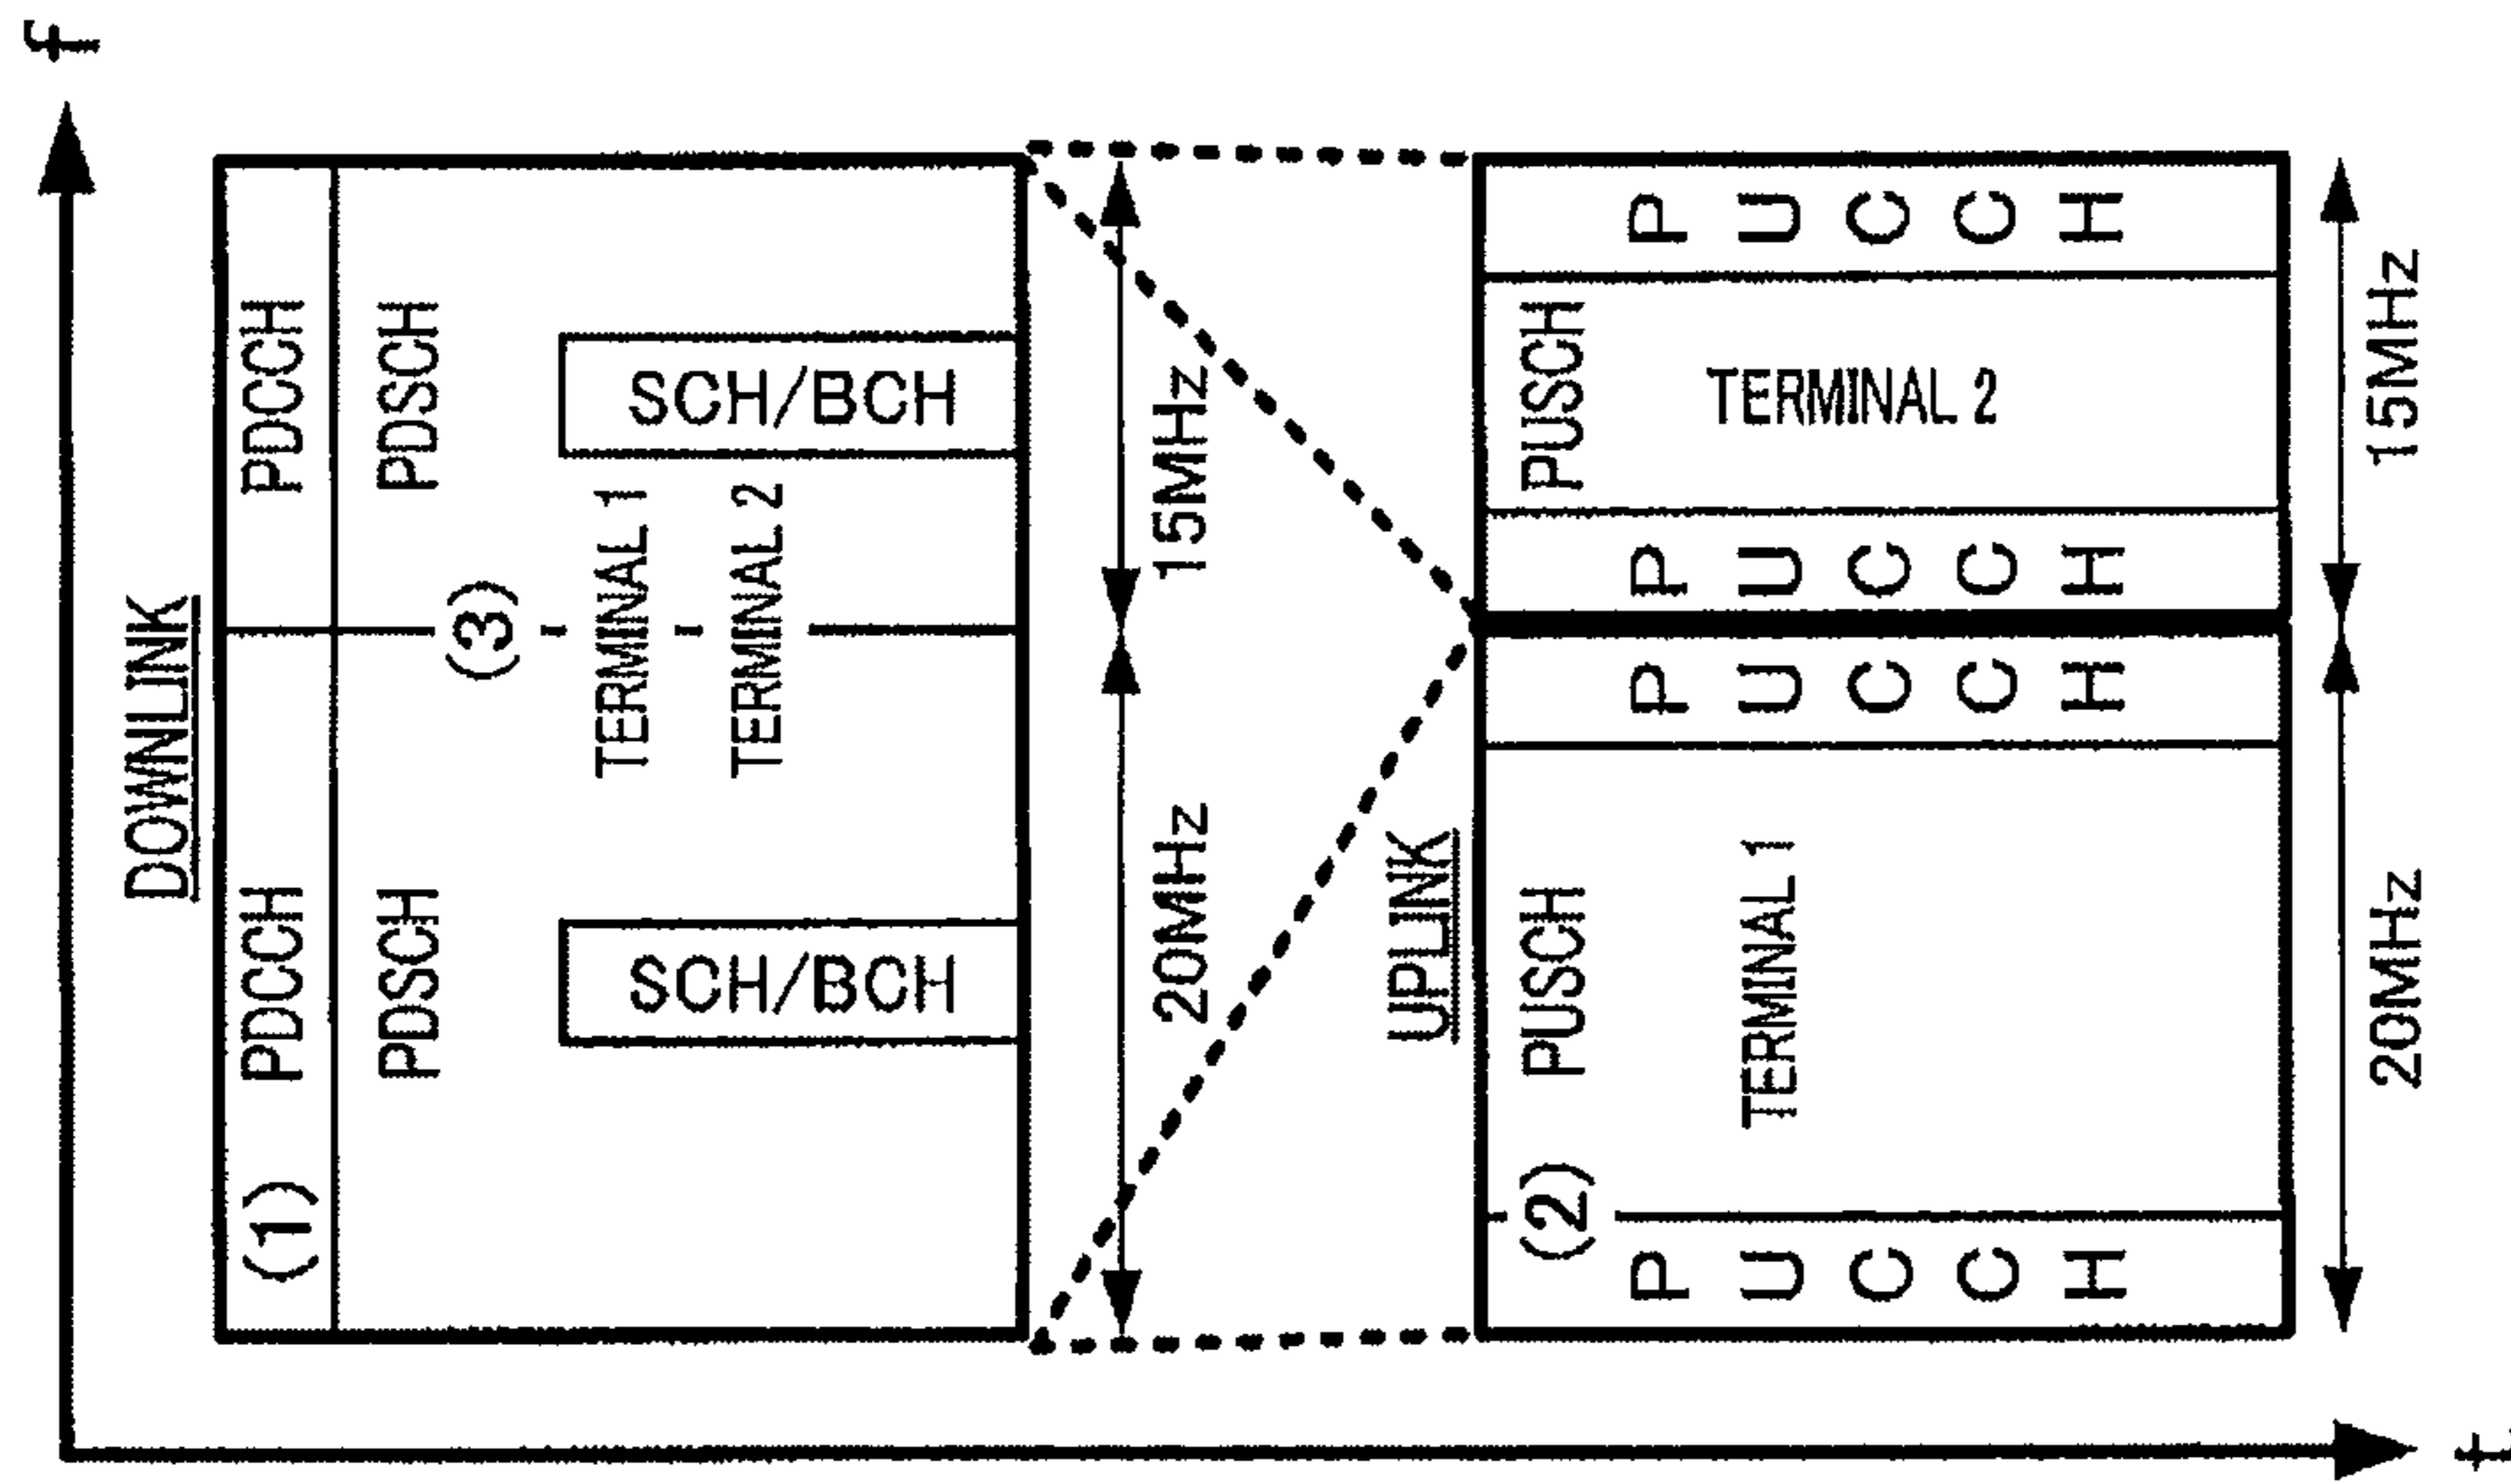 f
DOWNLINK
(1) PDCCH
PDCCH
PDSCH
PDSCH
(3)
TERMINAL 1
TERMINAL 2
SCH/BCH
SCH/BCH
20MHz
15MHz
UPLINK
PUCCH
(2) PUSCH
TERMINAL 1
PUCCH
PUCCH
PUSCH
TERMINAL 2
PUCCH
20MHz
15MHz
t